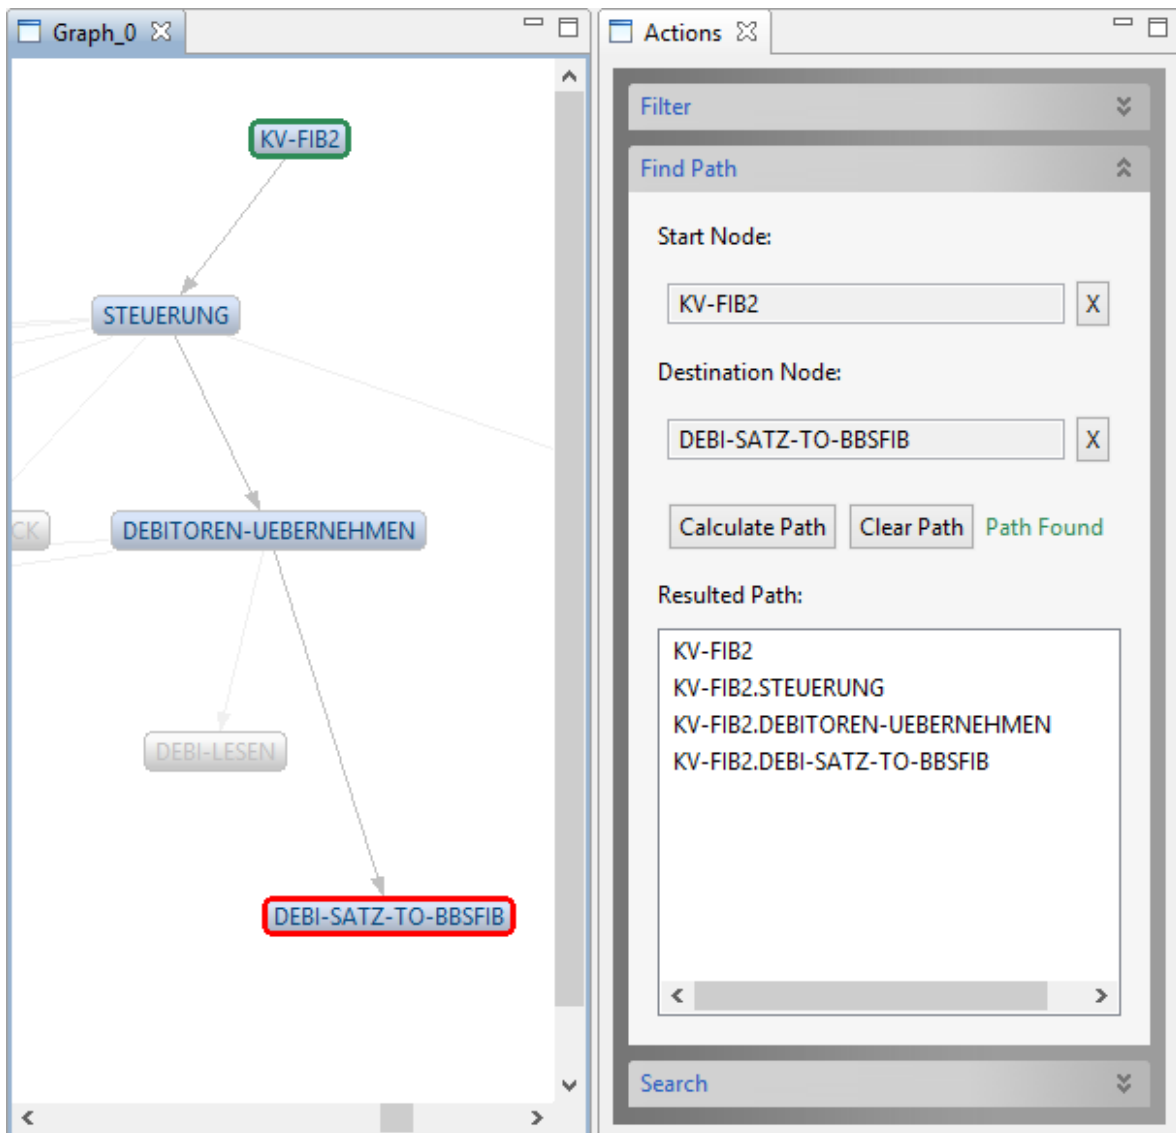 Graph_0
KV-FIB2
STEUERUNG
CK
DEBITOREN-UEBERNEHMEN
DEBI-LESEN
DEBI-SATZ-TO-BBSFIB
Actions
Filter
Find Path
Start Node:
KV-FIB2 X
Destination Node:
DEBI-SATZ-TO-BBSFIB X
Calculate Path Clear Path Path Found
Resulted Path:
KV-FIB2
KV-FIB2.STEUERUNG
KV-FIB2.DEBITOREN-UEBERNEHMEN
KV-FIB2.DEBI-SATZ-TO-BBSFIB
Search